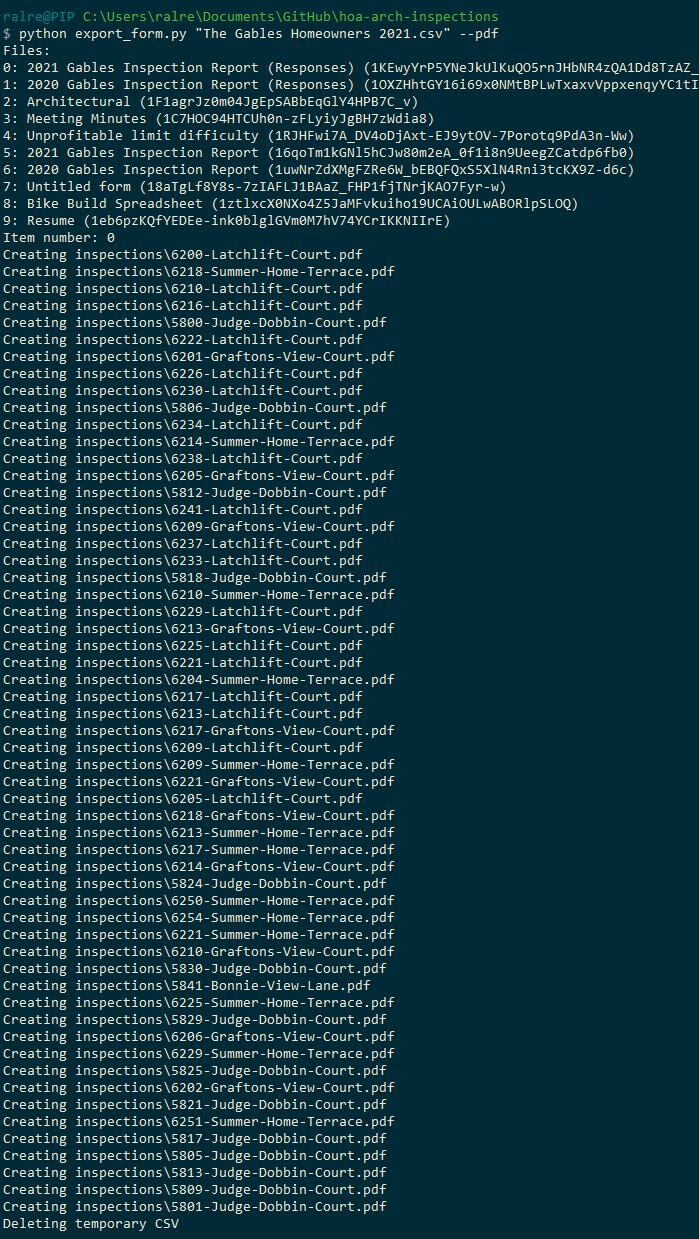 ralre@PIP C:\Users\ralre\Documents\GitHub\hoa-arch-inspections
$ python export_form.py "The Gables Homeowners 2021.csv" --pdf
Files:
0: 2021 Gables Inspection Report (Responses) (1KEwyYrP5YNeJkUlKuQO5rnJHbNR4zQA1Dd8TzAZ_
1: 2020 Gables Inspection Report (Responses) (1OXZHhtGY16i69x0NMtBPLwTxaxvVppxenqyYC1tI
2: Architectural (1F1agrJz0m04JgEpSABbEqGlY4HPB7C_v)
3: Meeting Minutes (1C7HOC94HTCUh0n-zFLyiyJgBH7zWdia8)
4: Unprofitable limit difficulty (1RJHFwi7A_DV4oDjAxt-EJ9ytOV-7Porotq9PdA3n-Ww)
5: 2021 Gables Inspection Report (16qoTm1kGNl5hCJw80m2eA_0f1i8n9UeegZCatdp6fb0)
6: 2020 Gables Inspection Report (1uwNrZdXMgFZRe6W_bEBQFQxS5XlN4Rni3tcKX9Z-d6c)
7: Untitled form (18aTgLf8Y8s-7zIAFLJ1BAaZ_FHP1fjTNrjKAO7Fyr-w)
8: Bike Build Spreadsheet (1ztlxcX0NXo4Z5JaMFvkuiho19UCAiOULwABORlpSLOQ)
9: Resume (1eb6pzKQfYEDEe-ink0blglGVm0M7hV74YCrIKKNIIrE)
Item number: 0
Creating inspections\6200-Latchlift-Court.pdf
Creating inspections\6218-Summer-Home-Terrace.pdf
Creating inspections\6210-Latchlift-Court.pdf
Creating inspections\6216-Latchlift-Court.pdf
Creating inspections\5800-Judge-Dobbin-Court.pdf
Creating inspections\6222-Latchlift-Court.pdf
Creating inspections\6201-Graftons-View-Court.pdf
Creating inspections\6226-Latchlift-Court.pdf
Creating inspections\6230-Latchlift-Court.pdf
Creating inspections\5806-Judge-Dobbin-Court.pdf
Creating inspections\6234-Latchlift-Court.pdf
Creating inspections\6214-Summer-Home-Terrace.pdf
Creating inspections\6238-Latchlift-Court.pdf
Creating inspections\6205-Graftons-View-Court.pdf
Creating inspections\5812-Judge-Dobbin-Court.pdf
Creating inspections\6241-Latchlift-Court.pdf
Creating inspections\6209-Graftons-View-Court.pdf
Creating inspections\6237-Latchlift-Court.pdf
Creating inspections\6233-Latchlift-Court.pdf
Creating inspections\5818-Judge-Dobbin-Court.pdf
Creating inspections\6210-Summer-Home-Terrace.pdf
Creating inspections\6229-Latchlift-Court.pdf
Creating inspections\6213-Graftons-View-Court.pdf
Creating inspections\6225-Latchlift-Court.pdf
Creating inspections\6221-Latchlift-Court.pdf
Creating inspections\6204-Summer-Home-Terrace.pdf
Creating inspections\6217-Latchlift-Court.pdf
Creating inspections\6213-Latchlift-Court.pdf
Creating inspections\6217-Graftons-View-Court.pdf
Creating inspections\6209-Latchlift-Court.pdf
Creating inspections\6209-Summer-Home-Terrace.pdf
Creating inspections\6221-Graftons-View-Court.pdf
Creating inspections\6205-Latchlift-Court.pdf
Creating inspections\6218-Graftons-View-Court.pdf
Creating inspections\6213-Summer-Home-Terrace.pdf
Creating inspections\6217-Summer-Home-Terrace.pdf
Creating inspections\6214-Graftons-View-Court.pdf
Creating inspections\5824-Judge-Dobbin-Court.pdf
Creating inspections\6250-Summer-Home-Terrace.pdf
Creating inspections\6254-Summer-Home-Terrace.pdf
Creating inspections\6221-Summer-Home-Terrace.pdf
Creating inspections\6210-Graftons-View-Court.pdf
Creating inspections\5830-Judge-Dobbin-Court.pdf
Creating inspections\5841-Bonnie-View-Lane.pdf
Creating inspections\6225-Summer-Home-Terrace.pdf
Creating inspections\5829-Judge-Dobbin-Court.pdf
Creating inspections\6206-Graftons-View-Court.pdf
Creating inspections\6229-Summer-Home-Terrace.pdf
Creating inspections\5825-Judge-Dobbin-Court.pdf
Creating inspections\6202-Graftons-View-Court.pdf
Creating inspections\5821-Judge-Dobbin-Court.pdf
Creating inspections\6251-Summer-Home-Terrace.pdf
Creating inspections\5817-Judge-Dobbin-Court.pdf
Creating inspections\5805-Judge-Dobbin-Court.pdf
Creating inspections\5813-Judge-Dobbin-Court.pdf
Creating inspections\5809-Judge-Dobbin-Court.pdf
Creating inspections\5801-Judge-Dobbin-Court.pdf
Deleting temporary CSV